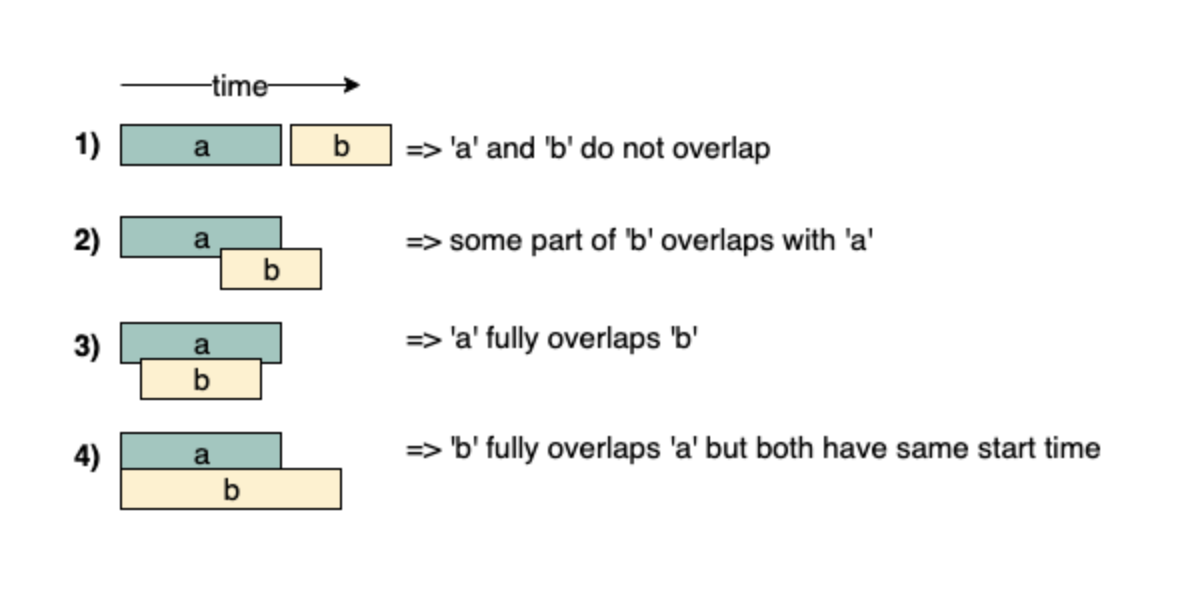 time
1) a b => 'a' and 'b' do not overlap
2) a => some part of 'b' overlaps with 'a'
b
3) a => 'a' fully overlaps 'b'
b
4) a => 'b' fully overlaps 'a' but both have same start time
b